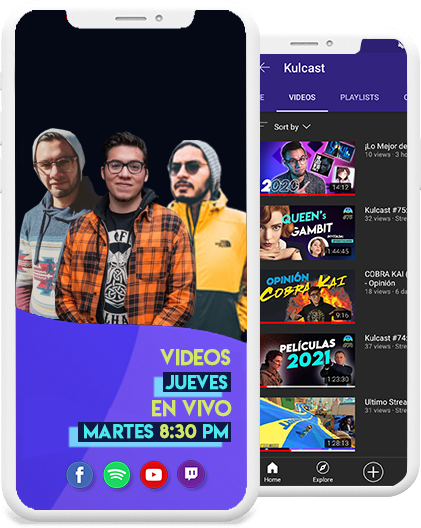 VIDEOS
JUEVES
EN VIVO
MARTES 8:30 PM
Kulcast
E VIDEOS PLAYLISTS
Sort by
2020
14:12
¡Lo Mejor de
10 views · 3 ho
QUEEN's
GAMBIT
1:44:45
Kulcast #75:
32 views · Stre
OPINIÓN
COBRA KAI
9:16
COBRA KAI (
- Opinión
18 views · 6 da
PELÍCULAS
2021
1:23:30
Kulcast #74:
37 views · Stre
1:28:13
Ultimo Strea
31 views · Stre
Home
Explore